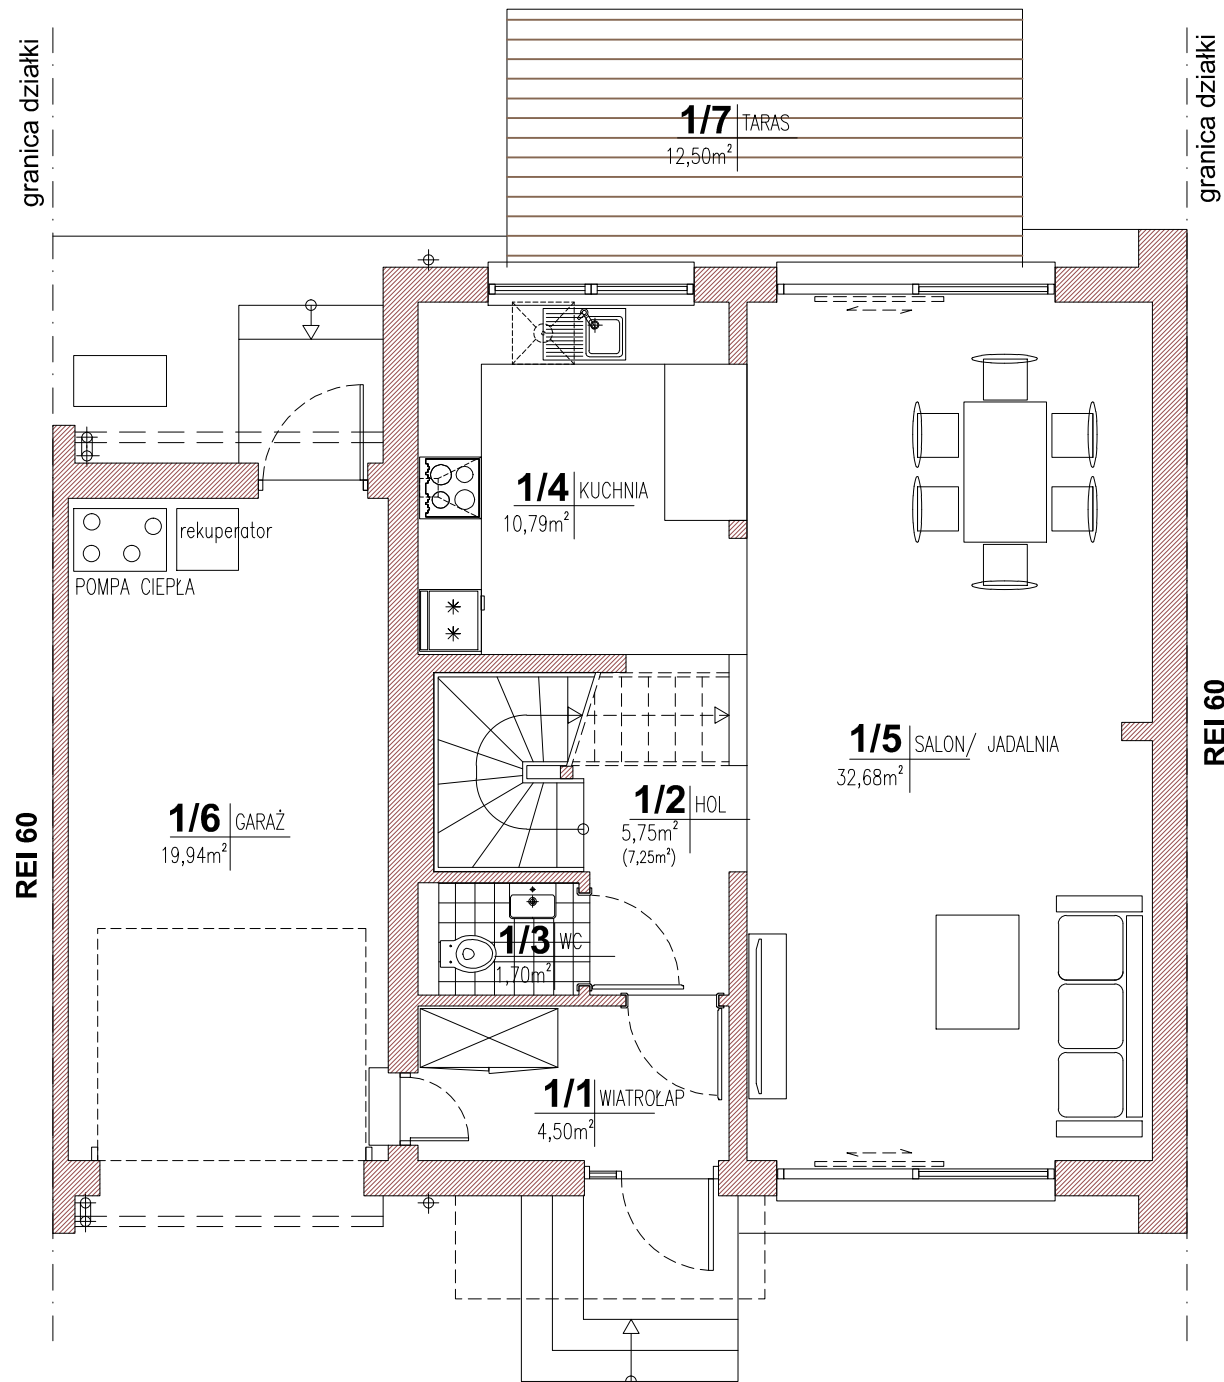 granica działki
granica działki
1/7 TARAS
12,50m²
1/4 KUCHNIA
10,79m²
rekuperator
POMPA CIEPŁA
REI 60
1/5 SALON/ JADALNIA
32,68m²
1/2 HOL
5,75m²
(7,25m²)
1/6 GARAŻ
19,94m²
REI 60
1/3 WC
1,70m²
1/1 WIATROŁAP
4,50m²